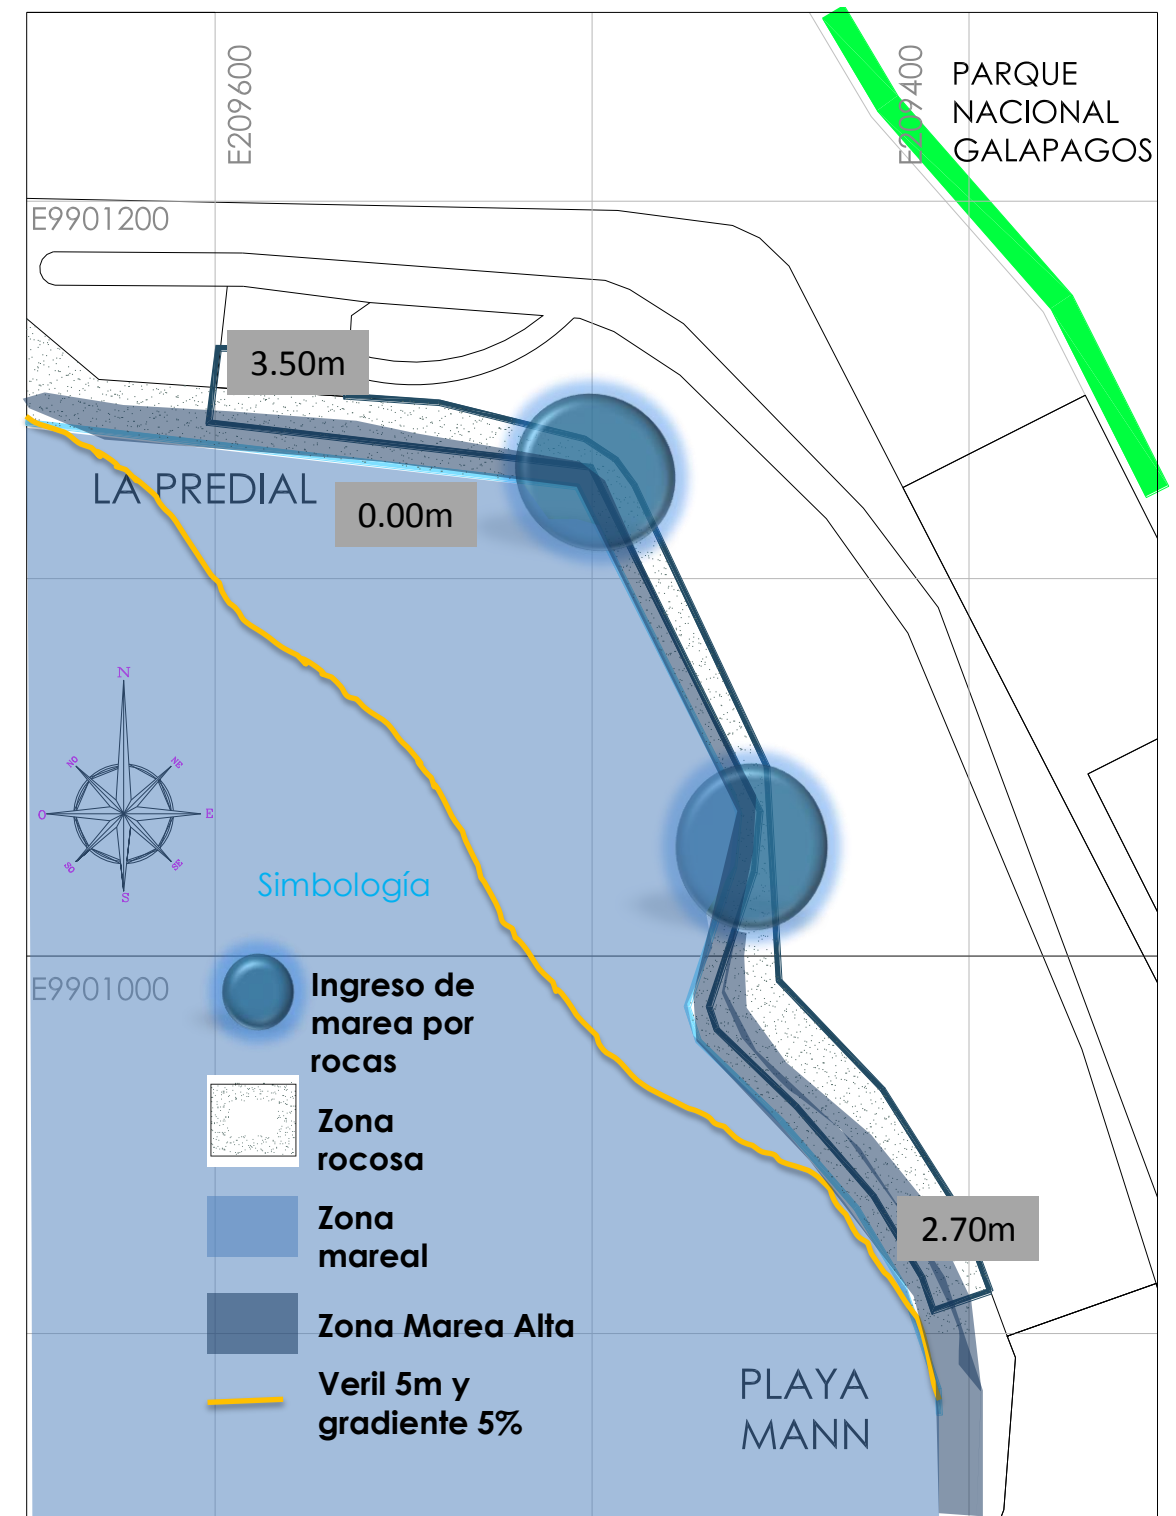 E209600
E209400
PARQUE
NACIONAL
GALAPAGOS
E9901200
3.50m
LA PREDIAL
0.00m
N
NO
NE
O
E
SO
SE
S
Simbología
E9901000
Ingreso de
marea por
rocas
Zona
rocosa
Zona
mareal
Zona Marea Alta
Veril 5m y
gradiente 5%
2.70m
PLAYA
MANN